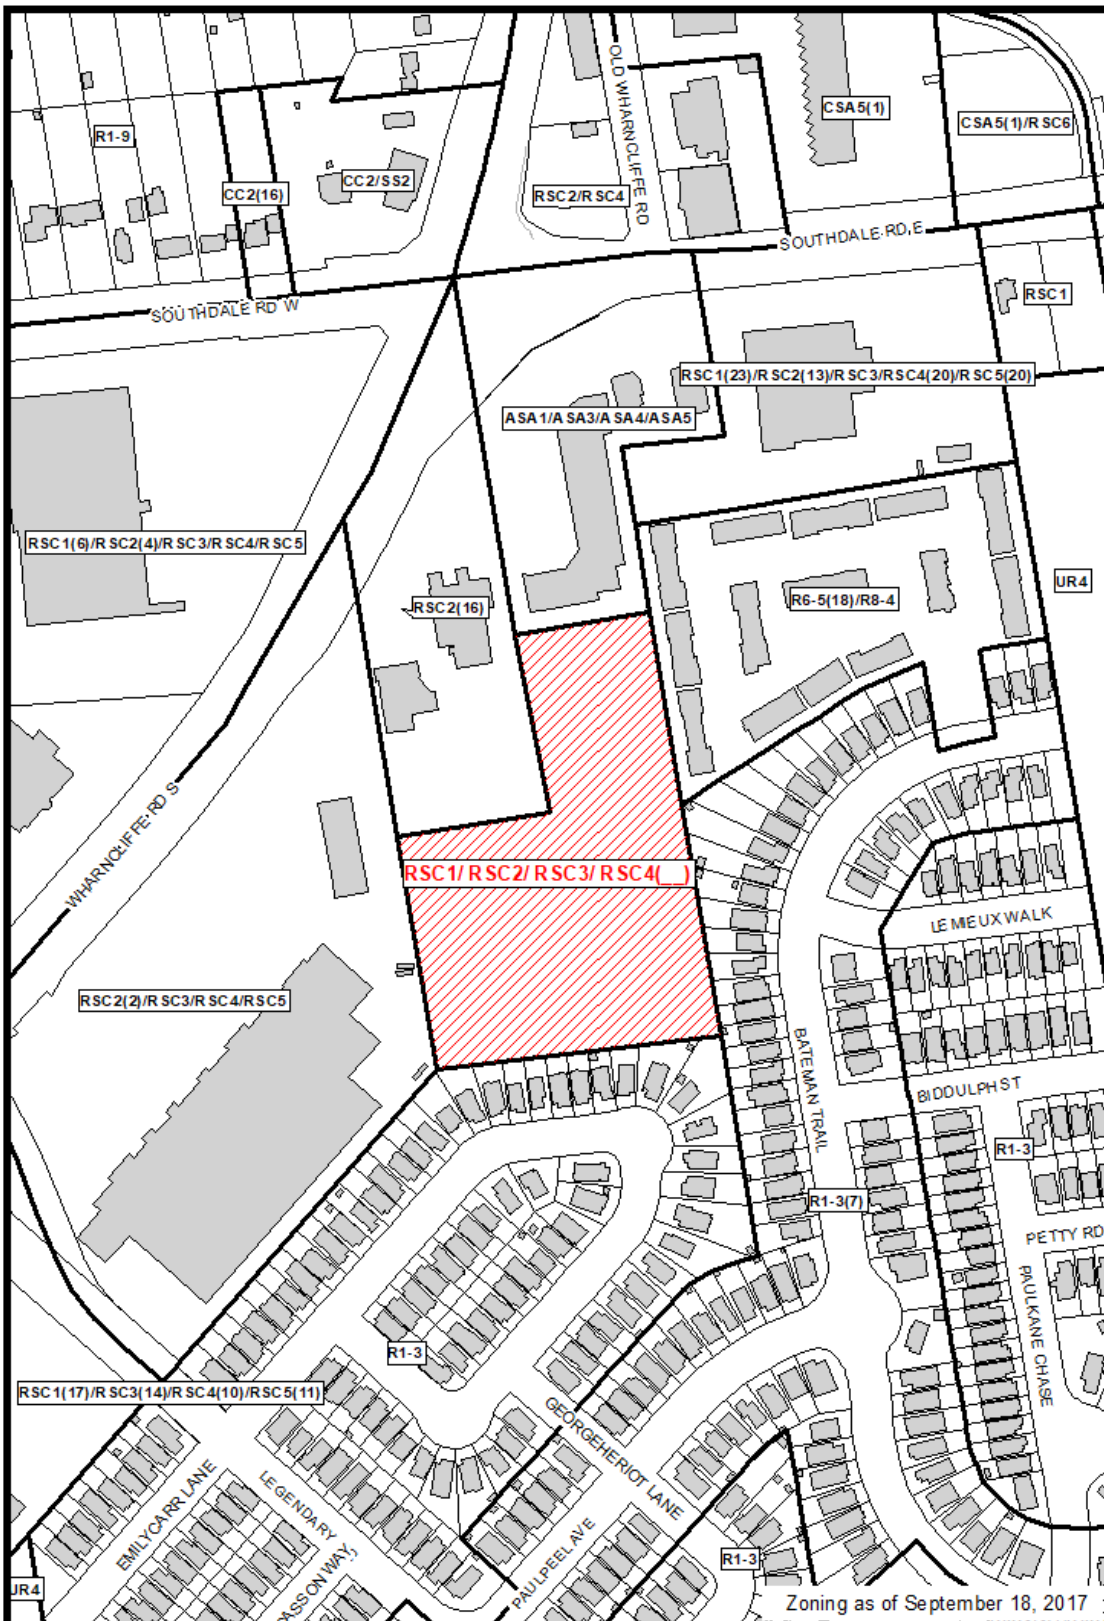 OLD WHARNCLIFFE RD
CSA5(1)
CSA5(1)/RSC6
R1-9
CC2/SS2
CC2(16)
RSC2/RSC4
SOUTHDALE RD E
SOUTHDALE RD W
RSC1
RSC1(23)/RSC2(13)/RSC3/RSC4(20)/RSC5(20)
ASA1/ASA3/ASA4/ASA5
RSC1(6)/RSC2(4)/RSC3/RSC4/RSC5
UR4
R6-5(18)/R8-4
RSC2(16)
WHARNCLIFFE RD S
RSC1/ RSC2/ RSC3/ RSC4(__)
LEMIEUX WALK
RSC2(2)/RSC3/RSC4/RSC5
BATEMAN TRAIL
BIDDULPH ST
R1-3
R1-3(7)
PETTY RD
PAULKANE CHASE
R1-3
RSC1(17)/RSC3(14)/RSC4(10)/RSC5(11)
GEORGEHERIOT LANE
EMILYCARR LANE
LEGENDARY
PAULPEEL AVE
R1-3
UR4
PASSON WAY
Zoning as of September 18, 2017